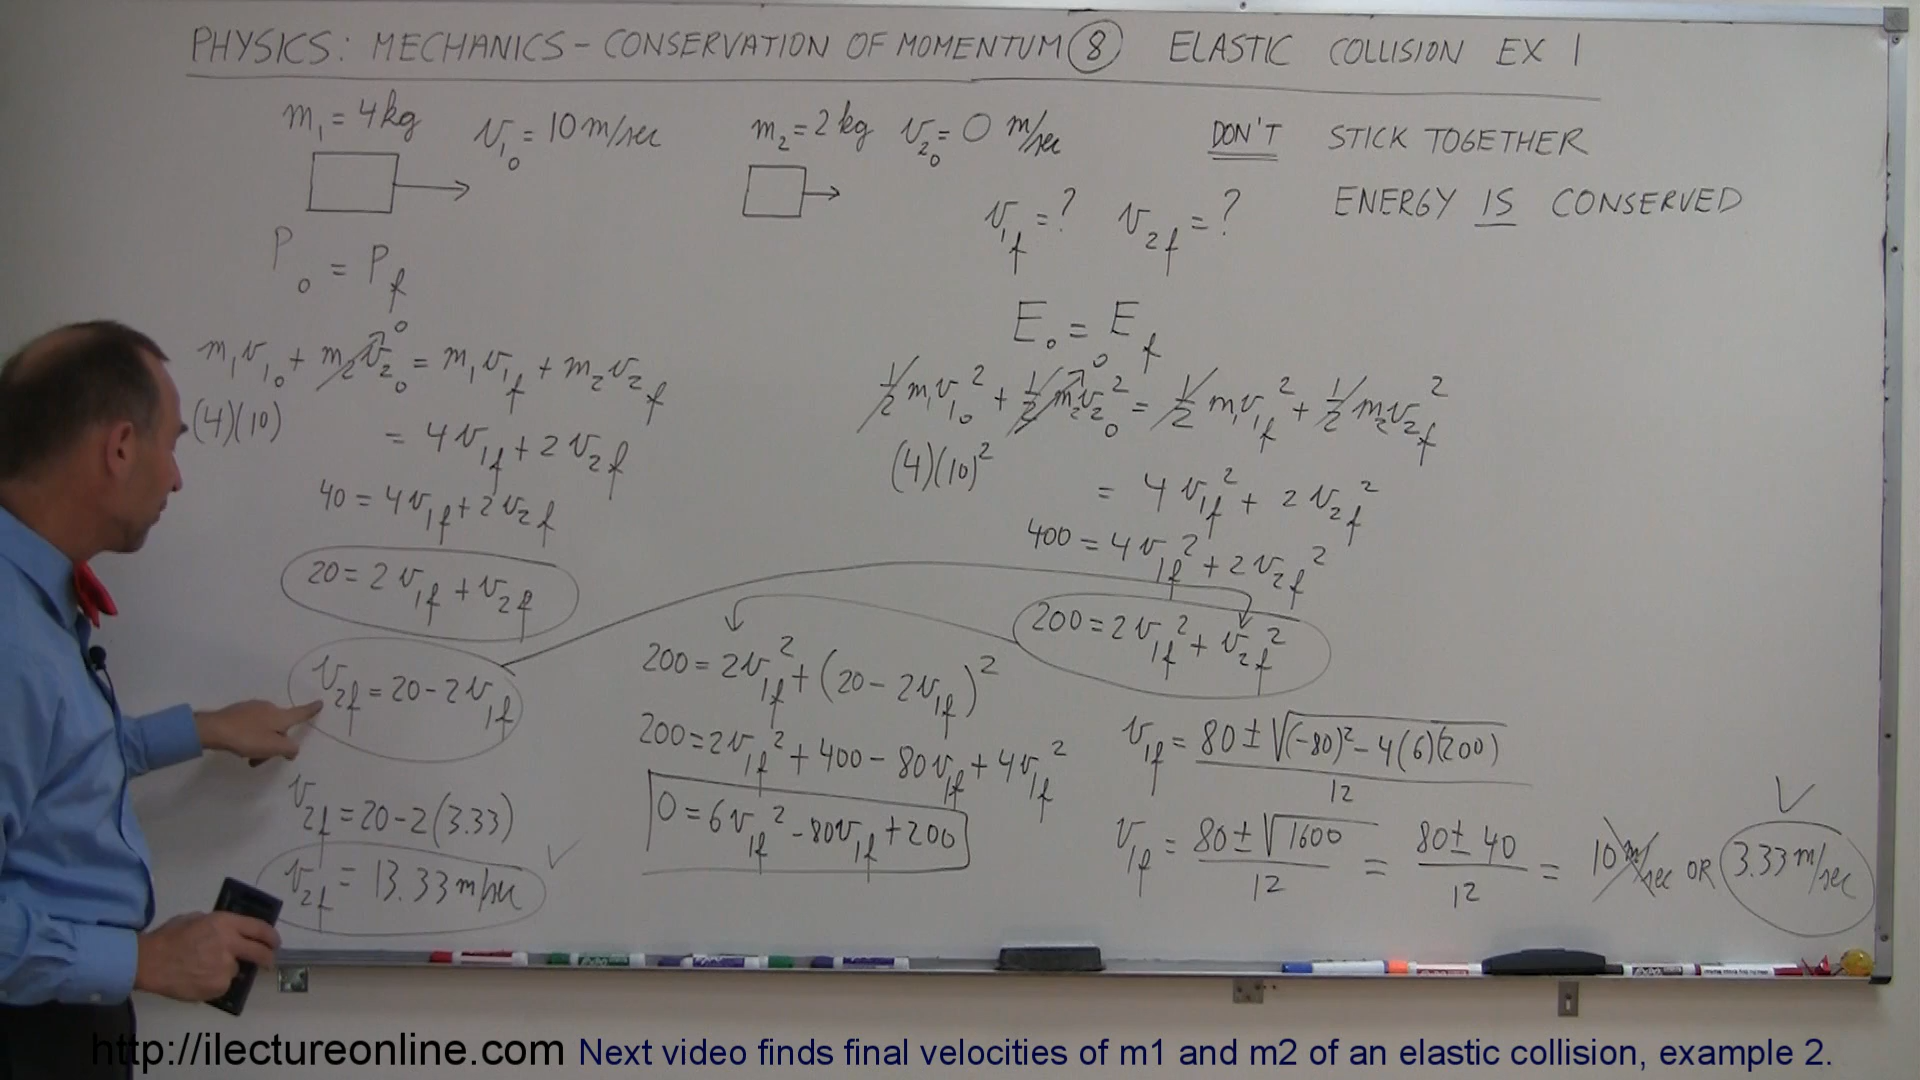 PHYSICS: MECHANICS - CONSERVATION OF MOMENTUM (8) ELASTIC COLLISION EX 1
m₁ = 4 kg v₁₀ = 10 m/sec m₂ = 2 kg v₂₀ = 0 m/sec
DON'T STICK TOGETHER
ENERGY IS CONSERVED
v₁f = ? v₂f = ?
P₀ = Pf
m₁v₁₀ + m₂v₂₀ = m₁v₁f + m₂v₂f
0
(4)(10) = 4v₁f + 2v₂f
40 = 4v₁f + 2v₂f
20 = 2v₁f + v₂f
v₂f = 20 - 2v₁f
v₂f = 20 - 2(3.33)
v₂f = 13.33 m/sec ✓
E₀ = Ef
½m₁v₁₀² + ½m₂v₂₀² = ½m₁v₁f² + ½m₂v₂f²
0
(4)(10)² = 4v₁f² + 2v₂f²
400 = 4v₁f² + 2v₂f²
200 = 2v₁f² + v₂f²
200 = 2v₁f² + (20 - 2v₁f)²
200 = 2v₁f² + 400 - 80v₁f + 4v₁f²
0 = 6v₁f² - 80v₁f + 200
v₁f = (80 ± √((-80)² - 4(6)(200))) / 12
v₁f = (80 ± √1600) / 12 = (80 ± 40) / 12 = 10 m/sec OR 3.33 m/sec ✓
http://ilectureonline.com Next video finds final velocities of m1 and m2 of an elastic collision, example 2.